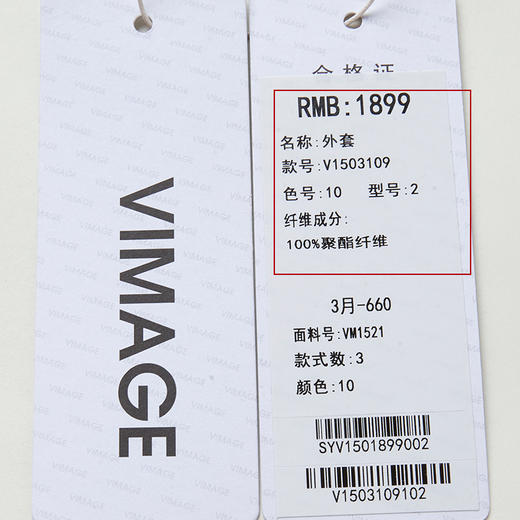 VIMAGE
合格证
RMB:1899
名称:外套
款号:V1503109
色号:10 型号:2
纤维成分:
100%聚酯纤维
3月-660
面料号:VM1521
款式数:3
颜色:10
SYV1501899002
V1503109102